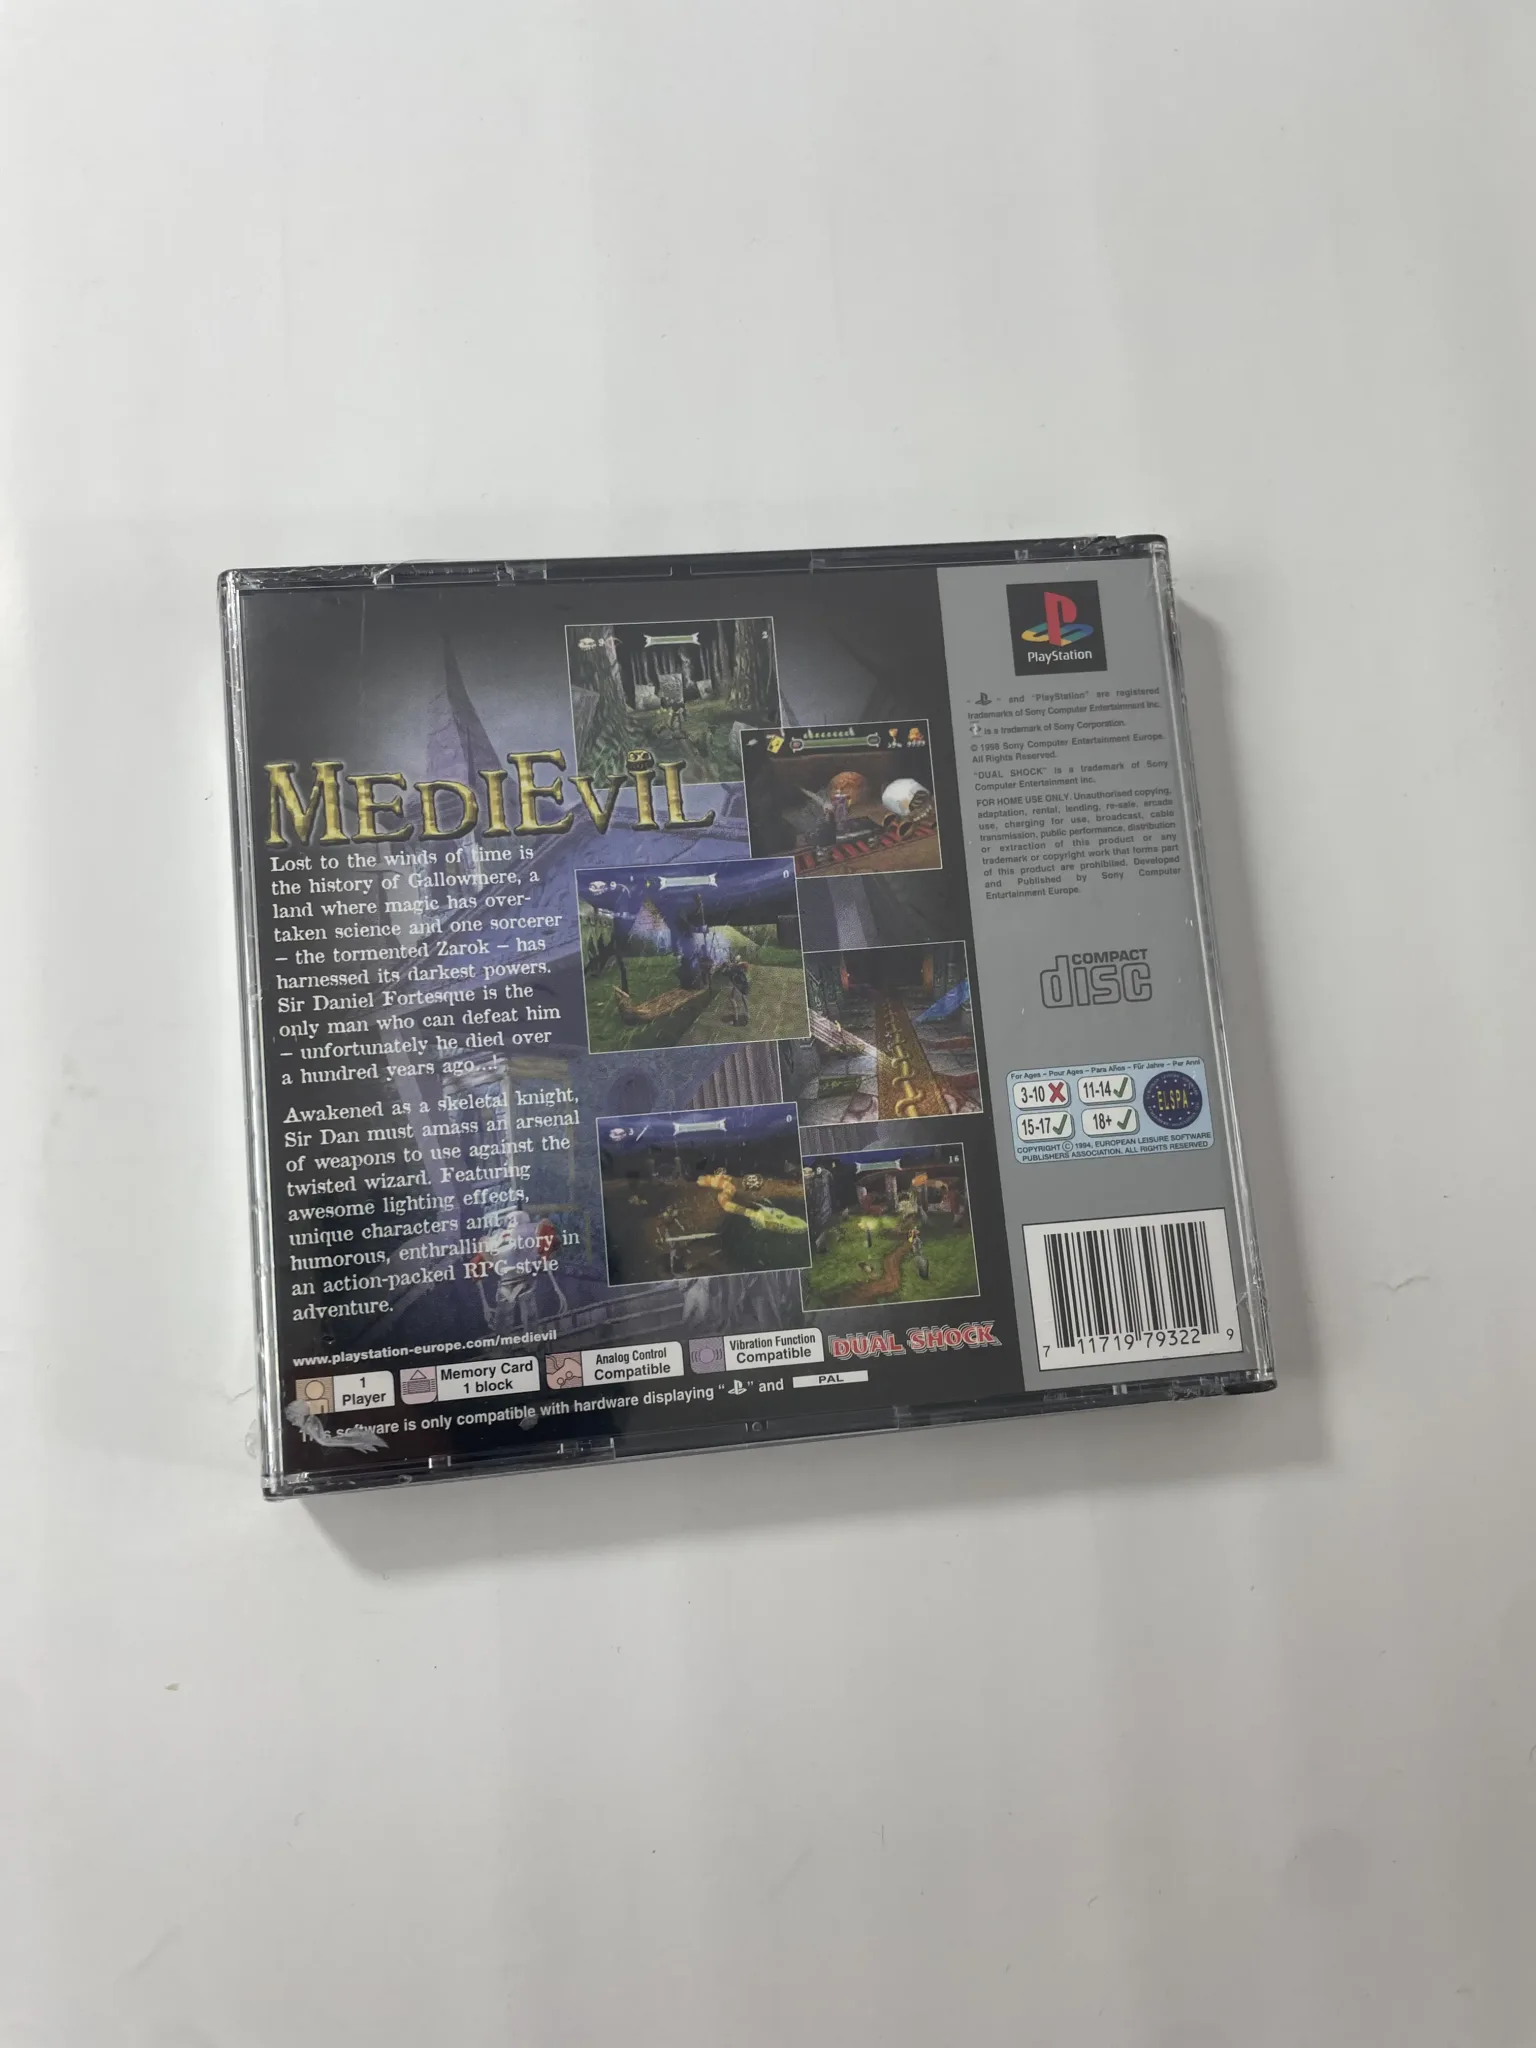 MEDIEVIL
Lost to the winds of time is
the history of Gallowmere, a
land where magic has over-
taken science and one sorcerer
– the tormented Zarok – has
harnessed its darkest powers.
Sir Daniel Fortesque is the
only man who can defeat him
– unfortunately he died over
a hundred years ago...!
Awakened as a skeletal knight,
Sir Dan must amass an arsenal
of weapons to use against the
twisted wizard. Featuring
awesome lighting effects,
unique characters and a
humorous, enthralling story in
an action-packed RPG-style
adventure.
www.playstation-europe.com/medievil
1
Player
Memory Card
1 block
Analog Control
Compatible
Vibration Function
Compatible
DUAL SHOCK
This software is only compatible with hardware displaying " " and PAL
PlayStation
" " and "PlayStation" are registered
trademarks of Sony Computer Entertainment Inc.
is a trademark of Sony Corporation.
© 1998 Sony Computer Entertainment Europe.
All Rights Reserved.
"DUAL SHOCK" is a trademark of Sony
Computer Entertainment Inc.
FOR HOME USE ONLY. Unauthorised copying,
adaptation, rental, lending, re-sale, arcade
use, charging for use, broadcast, cable
transmission, public performance, distribution
or extraction of this product or any
trademark or copyright work that forms part
of this product are prohibited. Developed
and Published by Sony Computer
Entertainment Europe.
COMPACT
disc
For Ages – Pour Ages – Para Años – Für Jahre – Per Anni
3-10 11-14
15-17 18+
ELSPA
COPYRIGHT © 1994, EUROPEAN LEISURE SOFTWARE
PUBLISHERS ASSOCIATION. ALL RIGHTS RESERVED
7 11719 79322 9